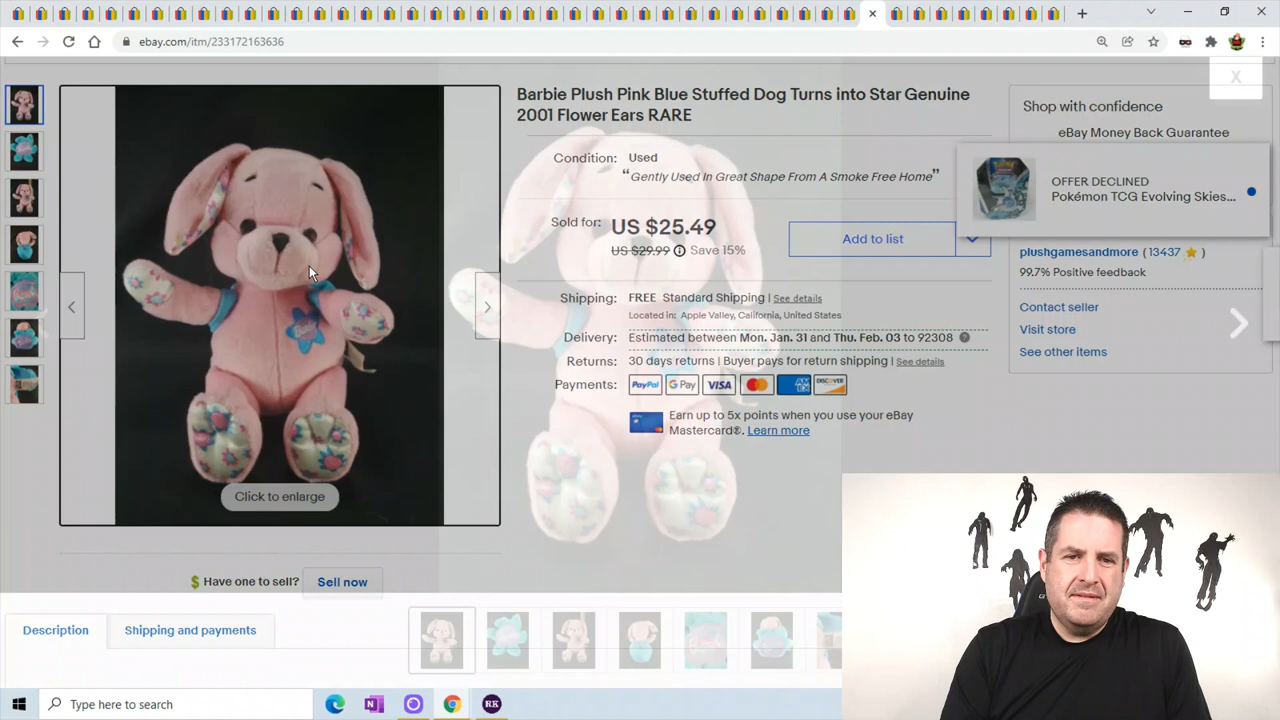 ebay.com/itm/233172163636
X
Barbie Plush Pink Blue Stuffed Dog Turns into Star Genuine
2001 Flower Ears RARE
Condition: Used
“Gently Used In Great Shape From A Smoke Free Home”
Sold for: US $25.49
US $29.99 Save 15%
Add to list
Shipping: FREE Standard Shipping | See details
Located in: Apple Valley, California, United States
Delivery: Estimated between Mon. Jan. 31 and Thu. Feb. 03 to 92308
Returns: 30 days returns | Buyer pays for return shipping | See details
Payments: PayPal G Pay VISA AMEX DISCOVER
Earn up to 5x points when you use your eBay
Mastercard®. Learn more
Shop with confidence
eBay Money Back Guarantee
OFFER DECLINED
Pokémon TCG Evolving Skies...
plushgamesandmore (13437)
99.7% Positive feedback
Contact seller
Visit store
See other items
Click to enlarge
Have one to sell? Sell now
Description
Shipping and payments
Type here to search
RK